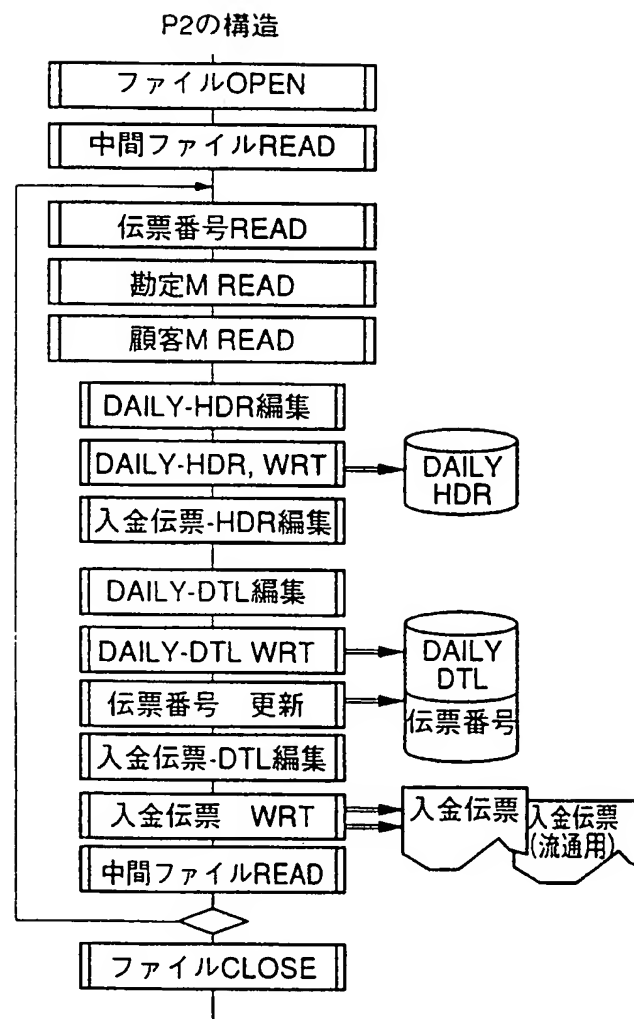 P2の構造
ファイルOPEN
中間ファイルREAD
伝票番号READ
勘定M READ
顧客M READ
DAILY-HDR編集
DAILY-HDR, WRT
DAILY
HDR
入金伝票-HDR編集
DAILY-DTL編集
DAILY-DTL WRT
DAILY
DTL
伝票番号　更新
伝票番号
入金伝票-DTL編集
入金伝票　WRT
入金伝票
入金伝票
(流通用)
中間ファイルREAD
ファイルCLOSE